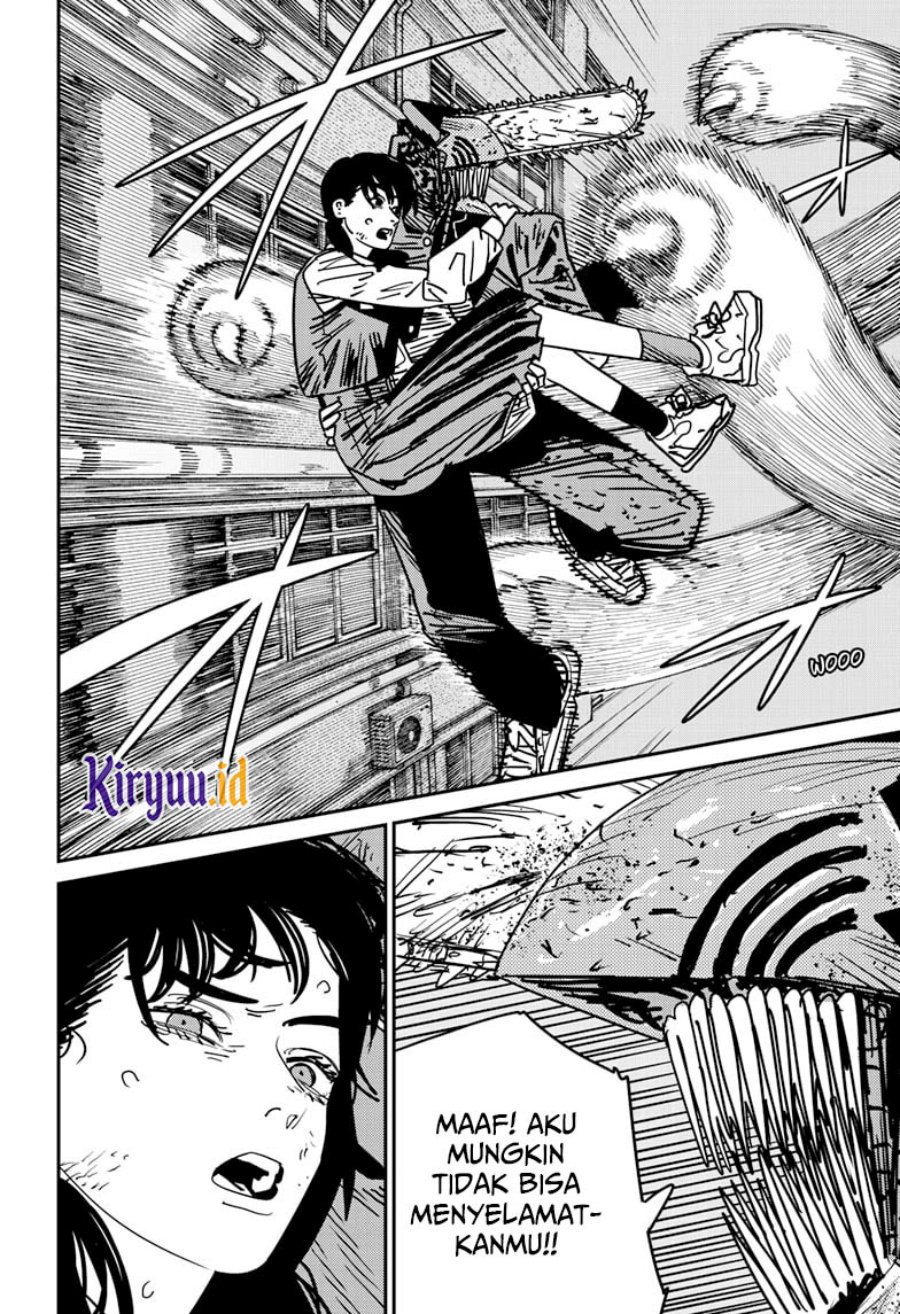 WOOO
Kiryuu.id
MAAF! AKU
MUNGKIN
TIDAK BISA
MENYELAMAT-
KANMU!!